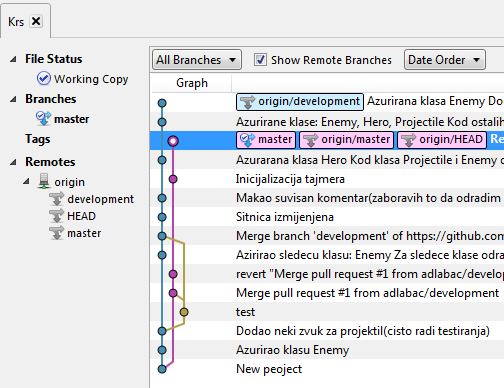 Krs
File Status
Working Copy
Branches
master
Tags
Remotes
origin
development
HEAD
master
All Branches
Show Remote Branches
Date Order
Graph
origin/development Azurirana klasa Enemy Do
Azurirane klase: Enemy, Hero, Projectile Kod ostalih
master origin/master origin/HEAD Re
Azurarana klasa Hero Kod klasa Projectile i Enemy c
Inicijalizacija tajmera
Makao suvisan komentar(zaboravih to da odradim
Sitnica izmijenjena
Merge branch 'development' of https://github.com
Azirirao sledecu klasu: Enemy Za sledece klase odra
revert "Merge pull request #1 from adlabac/develop
Merge pull request #1 from adlabac/development
test
Dodao neki zvuk za projektil(cisto radi testiranja)
Azurirao klasu Enemy
New peoject